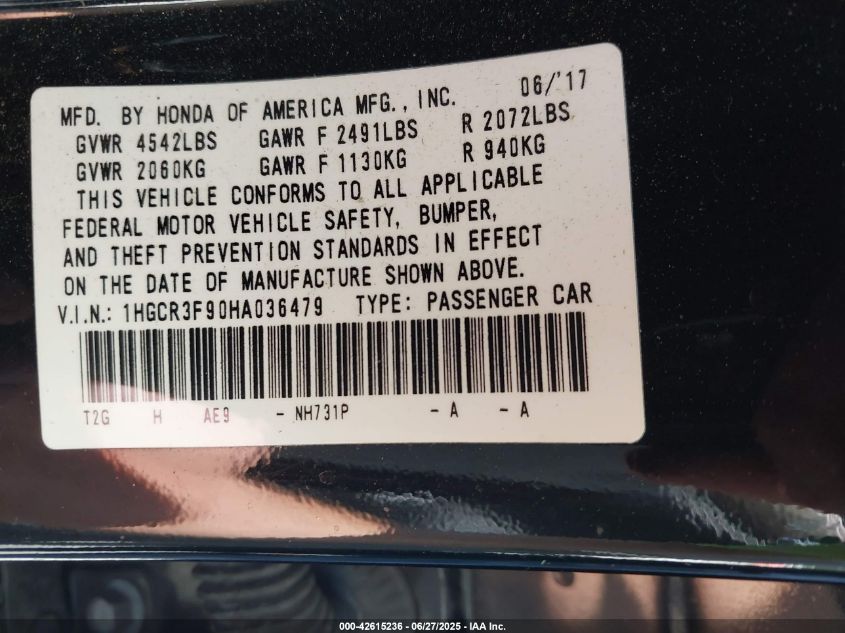 MFD. BY HONDA OF AMERICA MFG., INC. 06/'17
GVWR 4542LBS GAWR F 2491LBS R 2072LBS
GVWR 2060KG GAWR F 1130KG R 940KG
THIS VEHICLE CONFORMS TO ALL APPLICABLE
FEDERAL MOTOR VEHICLE SAFETY, BUMPER,
AND THEFT PREVENTION STANDARDS IN EFFECT
ON THE DATE OF MANUFACTURE SHOWN ABOVE.
V.I.N.: 1HGCR3F90HA036479 TYPE: PASSENGER CAR
T2G H AE9 - NH731P - A - A
000-42615236 - 06/27/2025 - IAA Inc.